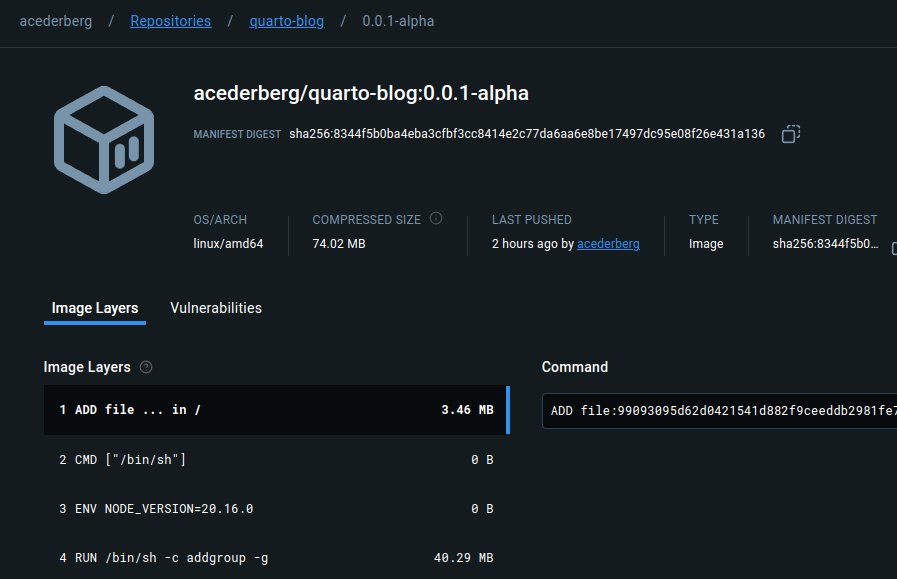 acederberg / Repositories / quarto-blog / 0.0.1-alpha
acederberg/quarto-blog:0.0.1-alpha
MANIFEST DIGEST sha256:8344f5b0ba4eba3cfbf3cc8414e2c77da6aa6e8be17497dc95e08f26e431a136
OS/ARCH COMPRESSED SIZE LAST PUSHED TYPE MANIFEST DIGEST
linux/amd64 74.02 MB 2 hours ago by acederberg Image sha256:8344f5b0...
Image Layers Vulnerabilities
Image Layers Command
1 ADD file ... in / 3.46 MB ADD file:99093095d62d0421541d882f9ceeddb2981fe7
2 CMD ["/bin/sh"] 0 B
3 ENV NODE_VERSION=20.16.0 0 B
4 RUN /bin/sh -c addgroup -g 40.29 MB